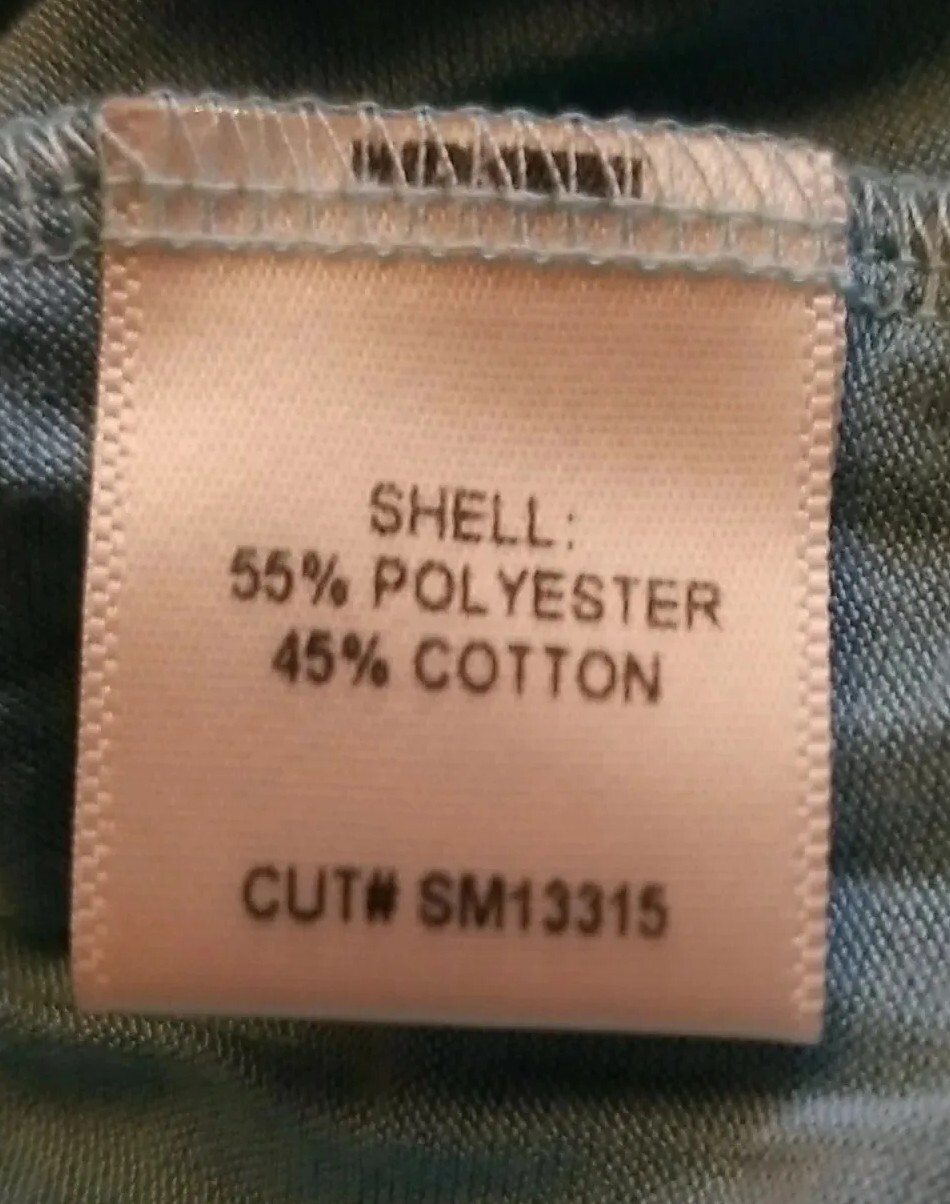 SHELL:
55% POLYESTER
45% COTTON
CUT# SM13315